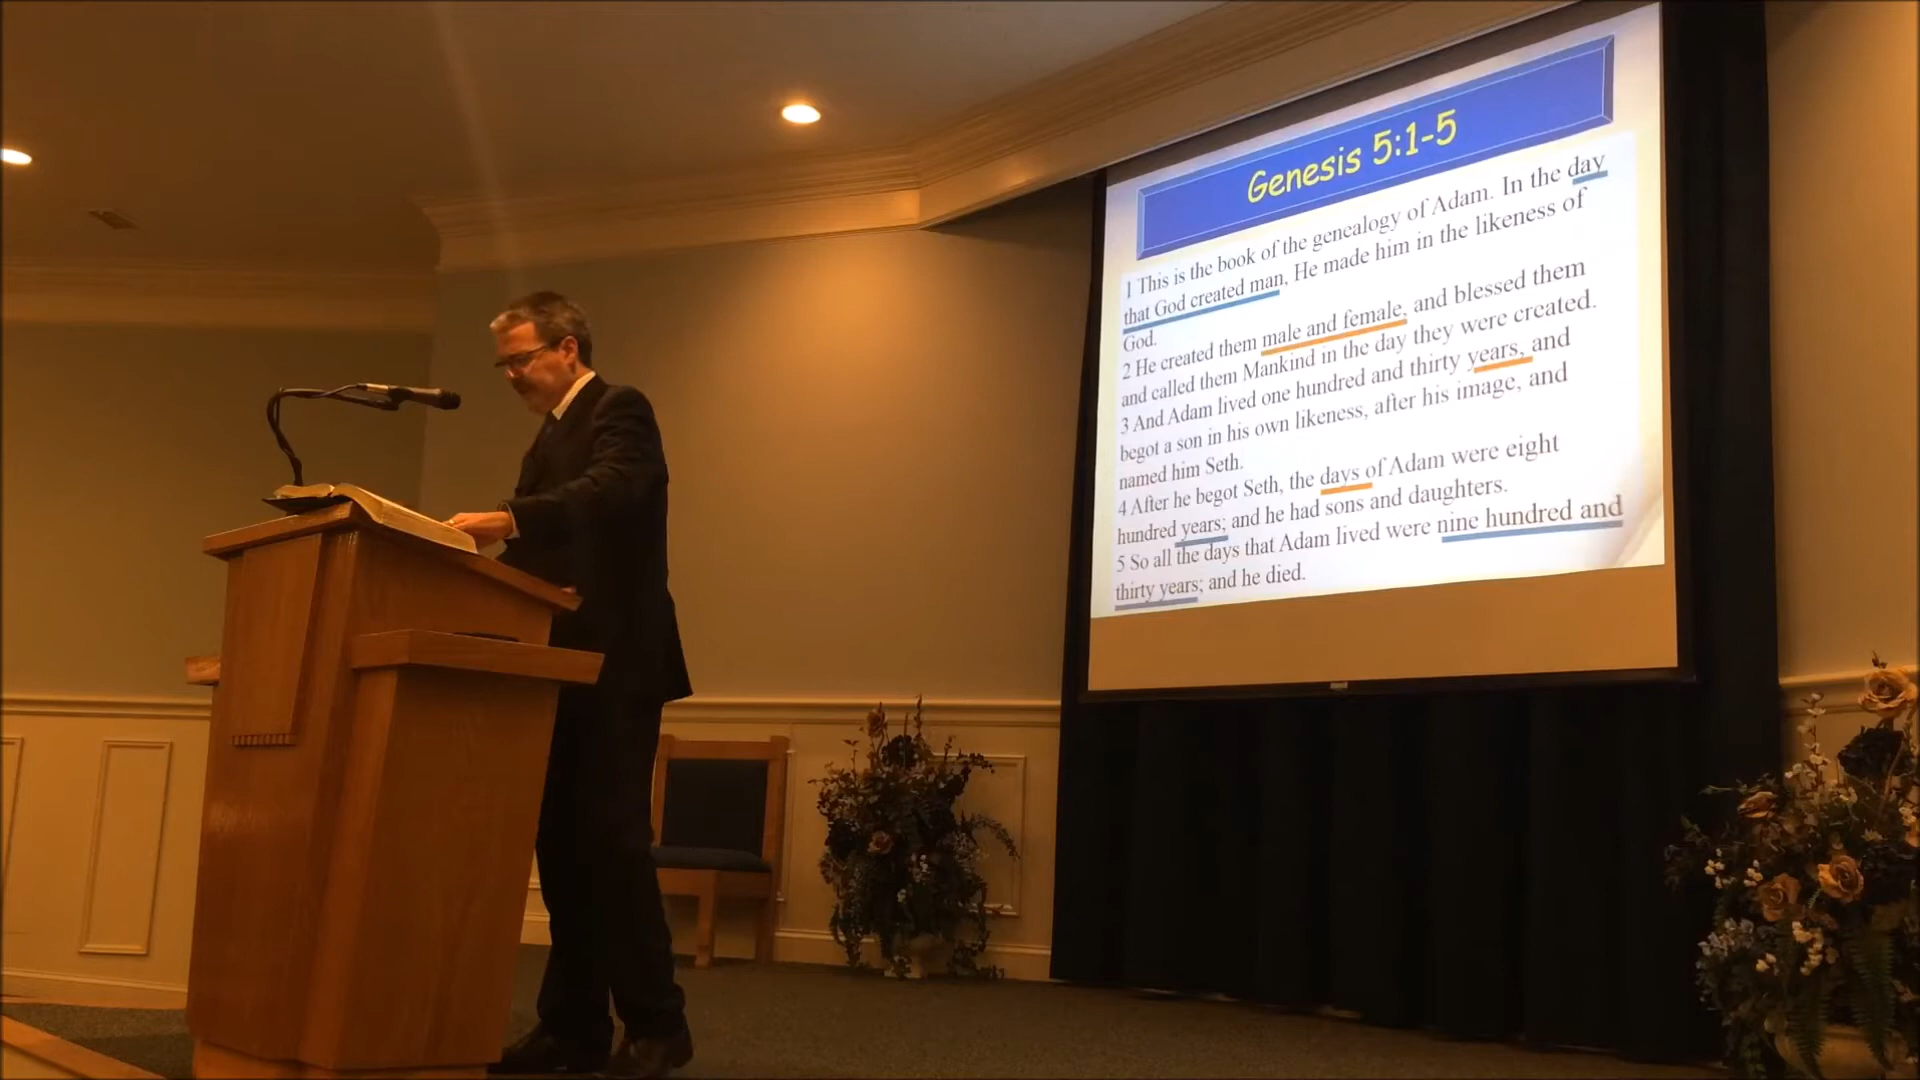 Genesis 5:1-5
1 This is the book of the genealogy of Adam. In the day
that God created man, He made him in the likeness of
God.
2 He created them male and female, and blessed them
and called them Mankind in the day they were created.
3 And Adam lived one hundred and thirty years, and
begot a son in his own likeness, after his image, and
named him Seth.
4 After he begot Seth, the days of Adam were eight
hundred years; and he had sons and daughters.
5 So all the days that Adam lived were nine hundred and
thirty years; and he died.